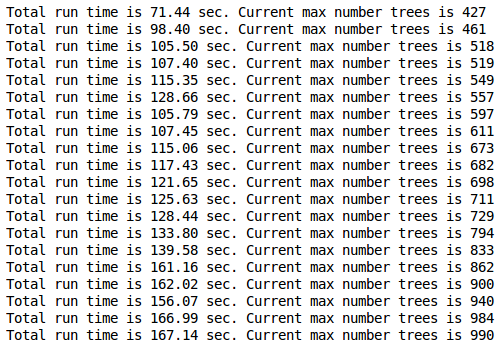 Total run time is 71.44 sec. Current max number trees is 427
Total run time is 98.40 sec. Current max number trees is 461
Total run time is 105.50 sec. Current max number trees is 518
Total run time is 107.40 sec. Current max number trees is 519
Total run time is 115.35 sec. Current max number trees is 549
Total run time is 128.66 sec. Current max number trees is 557
Total run time is 105.79 sec. Current max number trees is 597
Total run time is 107.45 sec. Current max number trees is 611
Total run time is 115.06 sec. Current max number trees is 673
Total run time is 117.43 sec. Current max number trees is 682
Total run time is 121.65 sec. Current max number trees is 698
Total run time is 125.63 sec. Current max number trees is 711
Total run time is 128.44 sec. Current max number trees is 729
Total run time is 133.80 sec. Current max number trees is 794
Total run time is 139.58 sec. Current max number trees is 833
Total run time is 161.16 sec. Current max number trees is 862
Total run time is 162.02 sec. Current max number trees is 900
Total run time is 156.07 sec. Current max number trees is 940
Total run time is 166.99 sec. Current max number trees is 984
Total run time is 167.14 sec. Current max number trees is 990